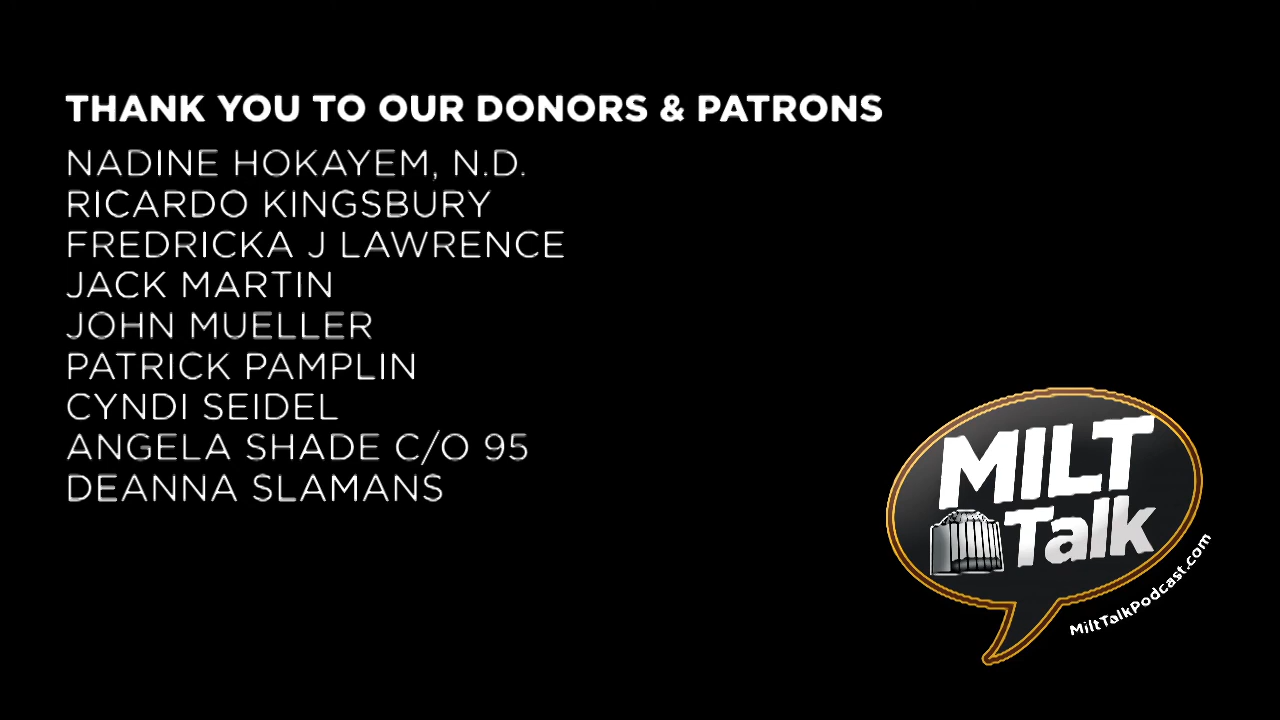 THANK YOU TO OUR DONORS & PATRONS
NADINE HOKAYEM, N.D.
RICARDO KINGSBURY
FREDRICKA J LAWRENCE
JACK MARTIN
JOHN MUELLER
PATRICK PAMPLIN
CYNDI SEIDEL
ANGELA SHADE C/O 95
DEANNA SLAMANS
MILT
Talk
MiltTalkPodcast.com